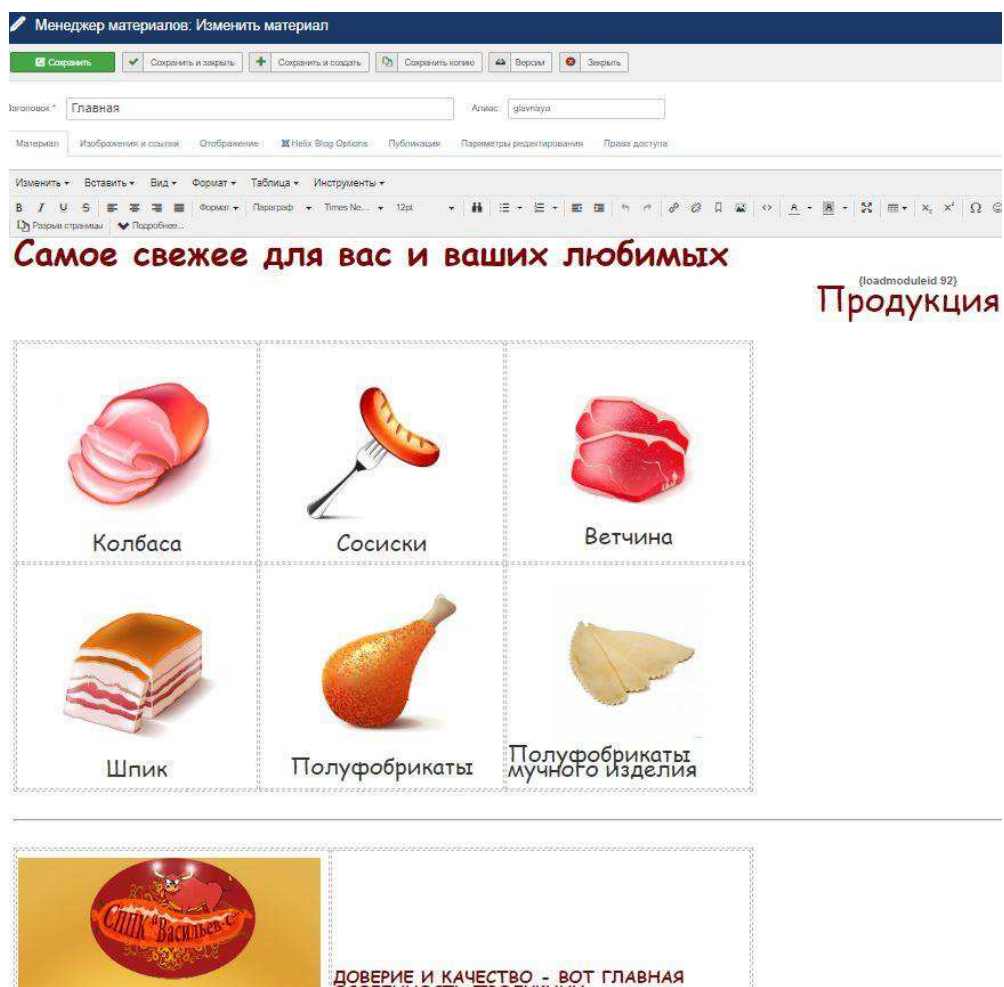 Менеджер материалов: Изменить материал
Сохранить Сохранить и закрыть Сохранить и создать Сохранить копию Версии Закрыть
Заголовок * Главная Алиас glavnaya
Материал Изображения и ссылки Отображение Helix Blog Options Публикация Параметры редактирования Права доступа
Изменить Вставить Вид Формат Таблица Инструменты
B I U S Формат Параграф Times Ne... 12pt
Разрыв страницы Подробнее...
Самое свежее для вас и ваших любимых
{loadmoduleid 92}
Продукция
Колбаса Сосиски Ветчина
Шпик Полуфобрикаты Полуфобрикаты
мучного изделия
СППК "Васильев-С"
ДОВЕРИЕ И КАЧЕСТВО - ВОТ ГЛАВНАЯ